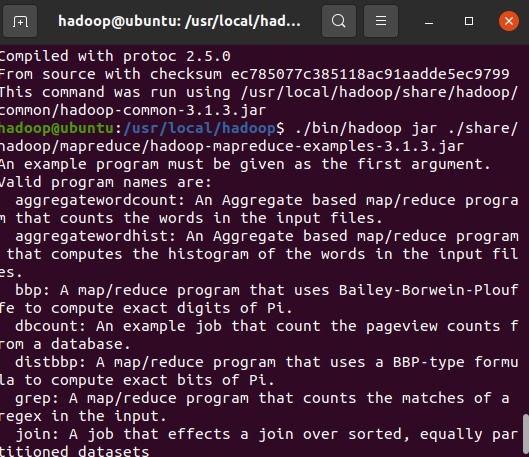 hadoop@ubuntu: /usr/local/had...
Compiled with protoc 2.5.0
From source with checksum ec785077c385118ac91aadde5ec9799
This command was run using /usr/local/hadoop/share/hadoop/
common/hadoop-common-3.1.3.jar
hadoop@ubuntu:/usr/local/hadoop$ ./bin/hadoop jar ./share/
hadoop/mapreduce/hadoop-mapreduce-examples-3.1.3.jar
An example program must be given as the first argument.
Valid program names are:
  aggregatewordcount: An Aggregate based map/reduce progra
m that counts the words in the input files.
  aggregatewordhist: An Aggregate based map/reduce program
 that computes the histogram of the words in the input fil
es.
  bbp: A map/reduce program that uses Bailey-Borwein-Plouf
fe to compute exact digits of Pi.
  dbcount: An example job that count the pageview counts f
rom a database.
  distbbp: A map/reduce program that uses a BBP-type formu
la to compute exact bits of Pi.
  grep: A map/reduce program that counts the matches of a
regex in the input.
  join: A job that effects a join over sorted, equally par
titioned datasets